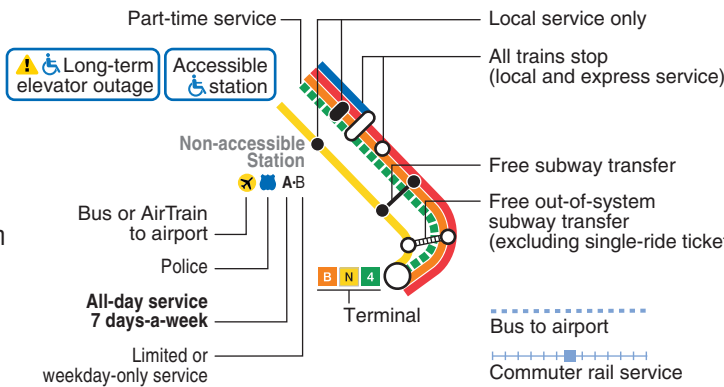 Part-time service
Local service only
All trains stop
(local and express service)
Long-term
elevator outage
Accessible
station
Non-accessible
Station
A•B
Free subway transfer
Free out-of-system
subway transfer
(excluding single-ride ticke
Bus or AirTrain
to airport
Police
All-day service
7 days-a-week
Limited or
weekday-only service
B N 4
Terminal
Bus to airport
Commuter rail service
n